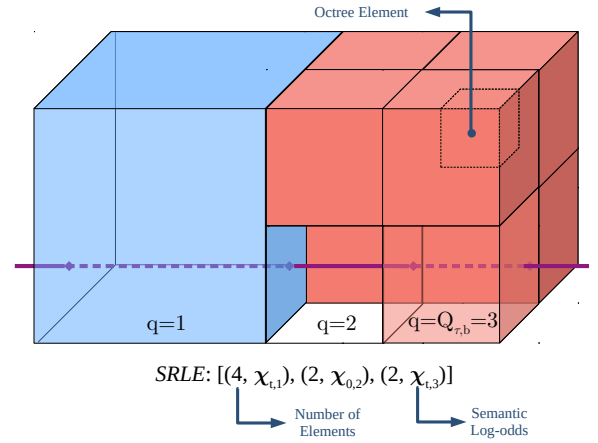 Octree Element
q=1
q=2
q=Q_{τ,b}=3
SRLE: [(4, χ_{t,1}), (2, χ_{0,2}), (2, χ_{t,3})]
Number of
Elements
Semantic
Log-odds